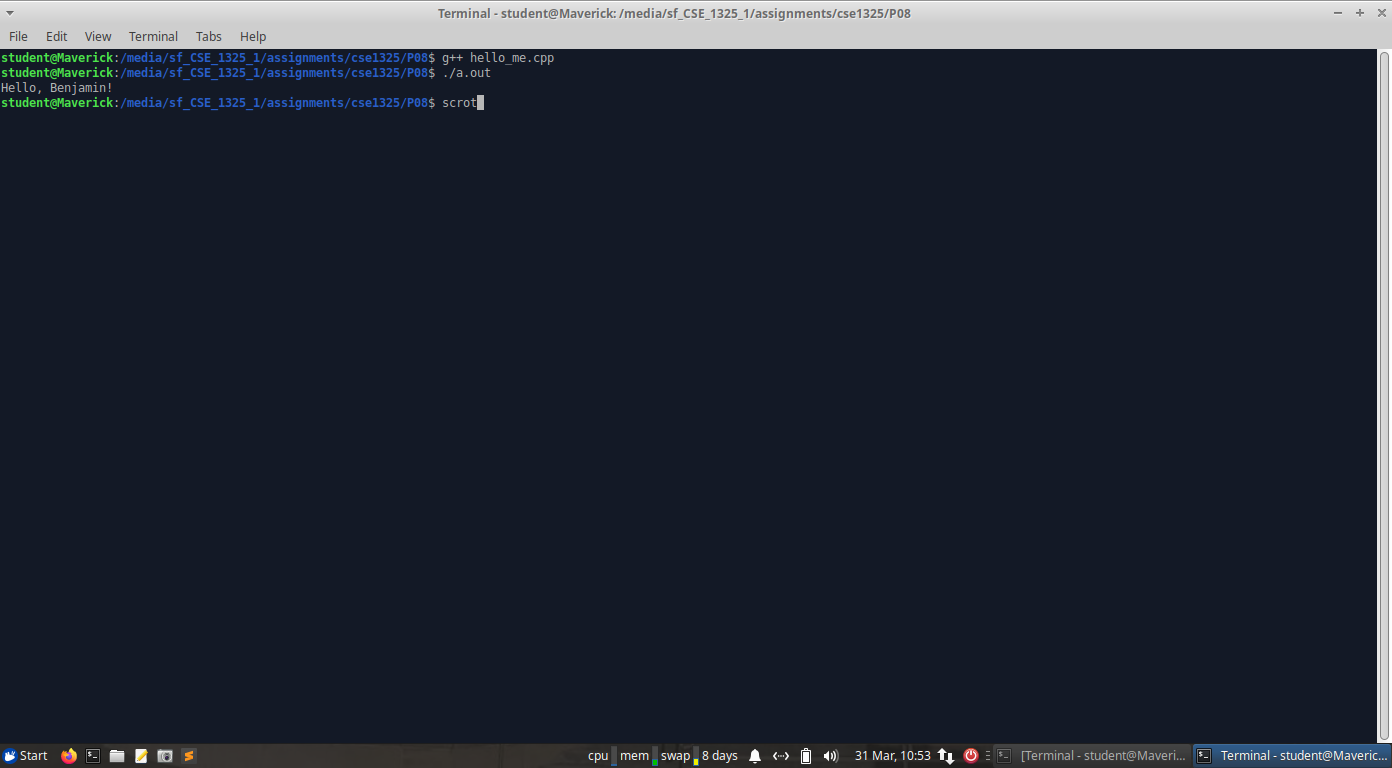 Terminal - student@Maverick: /media/sf_CSE_1325_1/assignments/cse1325/P08
File Edit View Terminal Tabs Help
student@Maverick:/media/sf_CSE_1325_1/assignments/cse1325/P08$ g++ hello_me.cpp
student@Maverick:/media/sf_CSE_1325_1/assignments/cse1325/P08$ ./a.out
Hello, Benjamin!
student@Maverick:/media/sf_CSE_1325_1/assignments/cse1325/P08$ scrot
Start cpu mem swap 8 days 31 Mar, 10:53 [Terminal - student@Maveri... Terminal - student@Maveric...